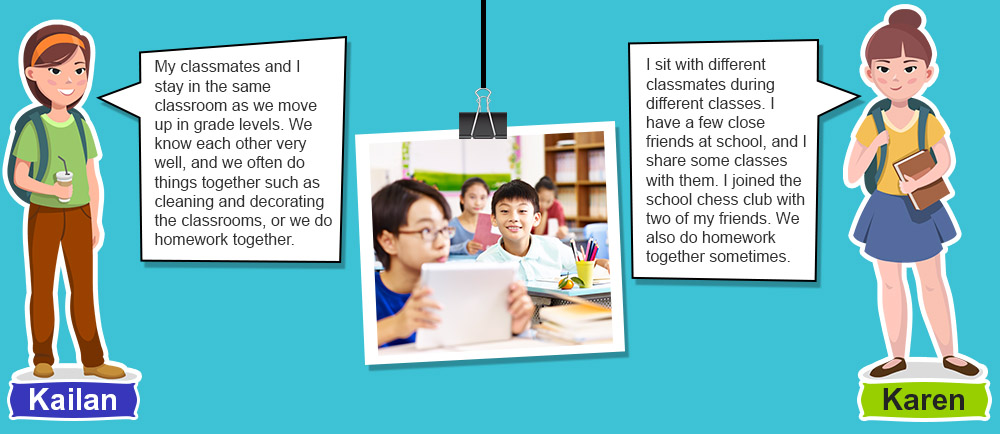 My classmates and I
stay in the same
classroom as we move
up in grade levels. We
know each other very
well, and we often do
things together such as
cleaning and decorating
the classrooms, or we do
homework together.
Kailan
I sit with different
classmates during
different classes. I
have a few close
friends at school, and I
share some classes
with them. I joined the
school chess club with
two of my friends. We
also do homework
together sometimes.
Karen